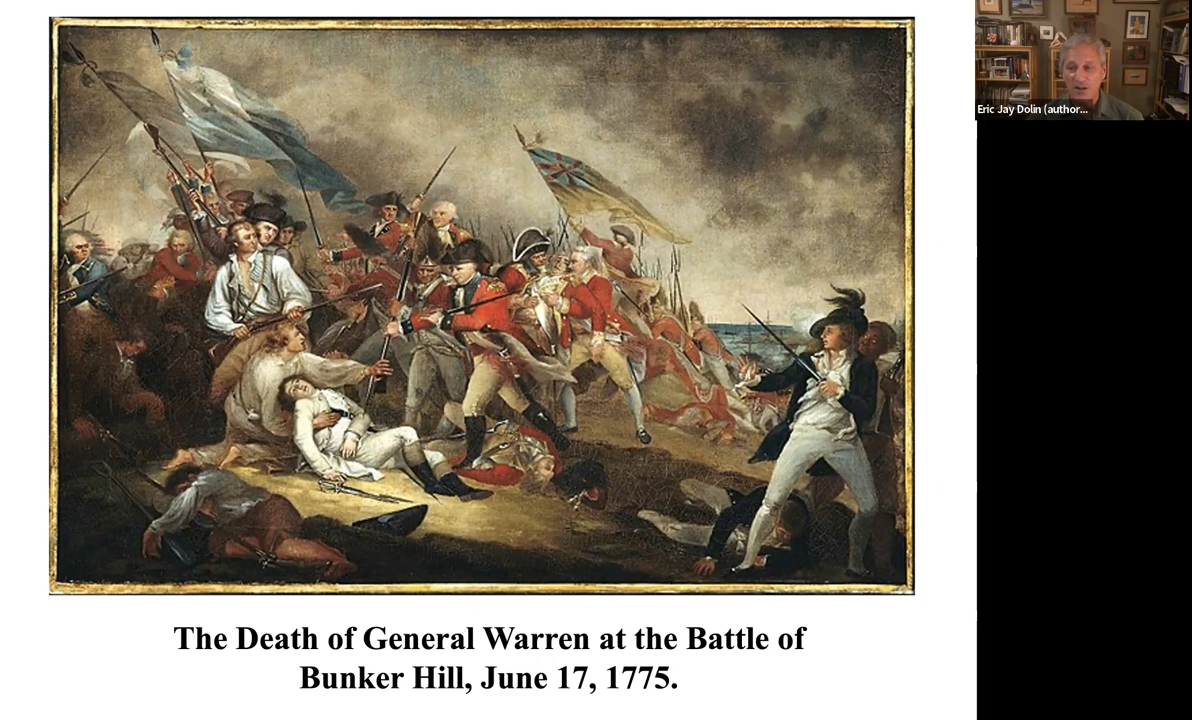 Eric Jay Dolin (author...
The Death of General Warren at the Battle of
Bunker Hill, June 17, 1775.